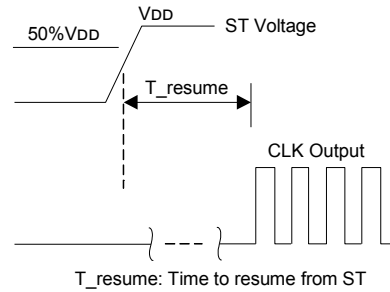 VDD
50%VDD
ST Voltage
T_resume
CLK Output
T_resume: Time to resume from ST